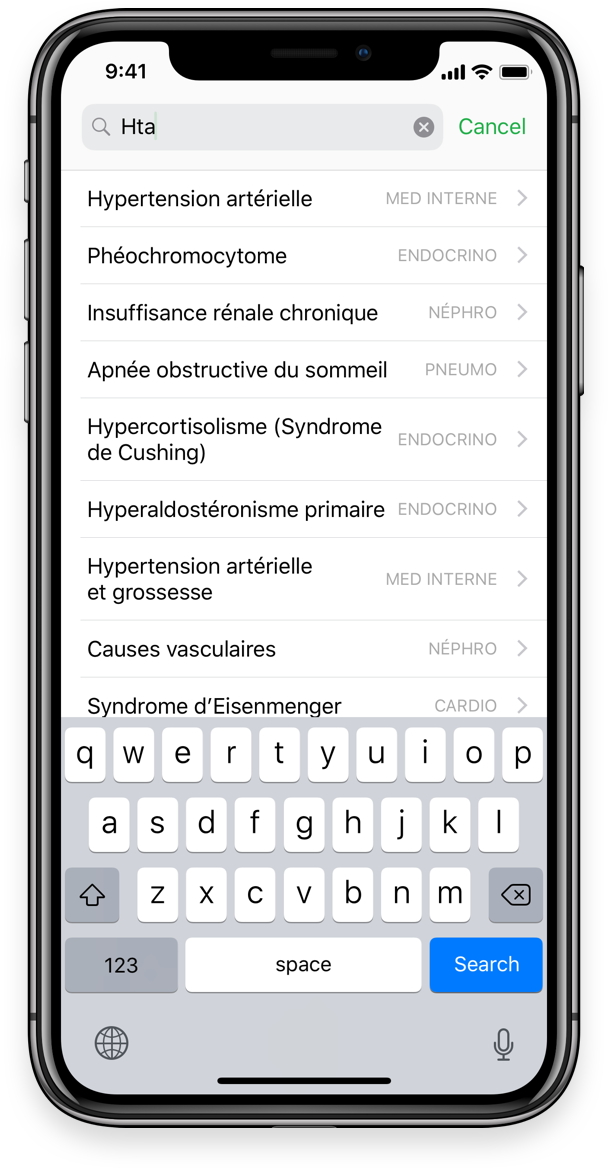 9:41
Hta
Cancel
Hypertension artérielle MED INTERNE
Phéochromocytome ENDOCRINO
Insuffisance rénale chronique NÉPHRO
Apnée obstructive du sommeil PNEUMO
Hypercortisolisme (Syndrome
de Cushing) ENDOCRINO
Hyperaldostéronisme primaire ENDOCRINO
Hypertension artérielle
et grossesse MED INTERNE
Causes vasculaires NÉPHRO
Syndrome d’Eisenmenger CARDIO
q w e r t y u i o p
a s d f g h j k l
z x c v b n m
123 space Search